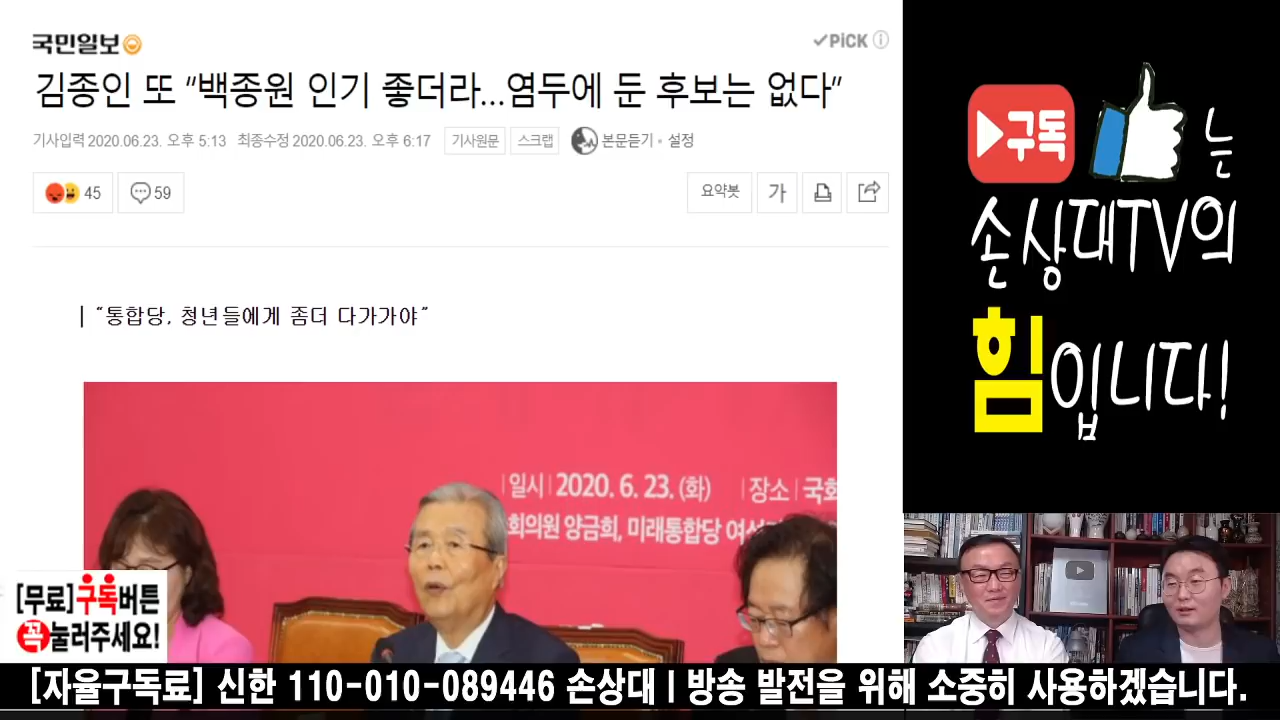 국민일보
PiCK
김종인 또 “백종원 인기 좋더라…염두에 둔 후보는 없다”
기사입력 2020.06.23. 오후 5:13 최종수정 2020.06.23. 오후 6:17 기사원문 스크랩 본문듣기 · 설정
45 59
요약봇 가
“통합당, 청년들에게 좀더 다가가야”
일시 2020. 6. 23. (화) 장소 국회
회의원 양금희, 미래통합당 여성
[무료]구독버튼
꼭눌러주세요!
구독 는
손상대TV의
힘입니다!
[자율구독료] 신한 110-010-089446 손상대 | 방송 발전을 위해 소중히 사용하겠습니다.